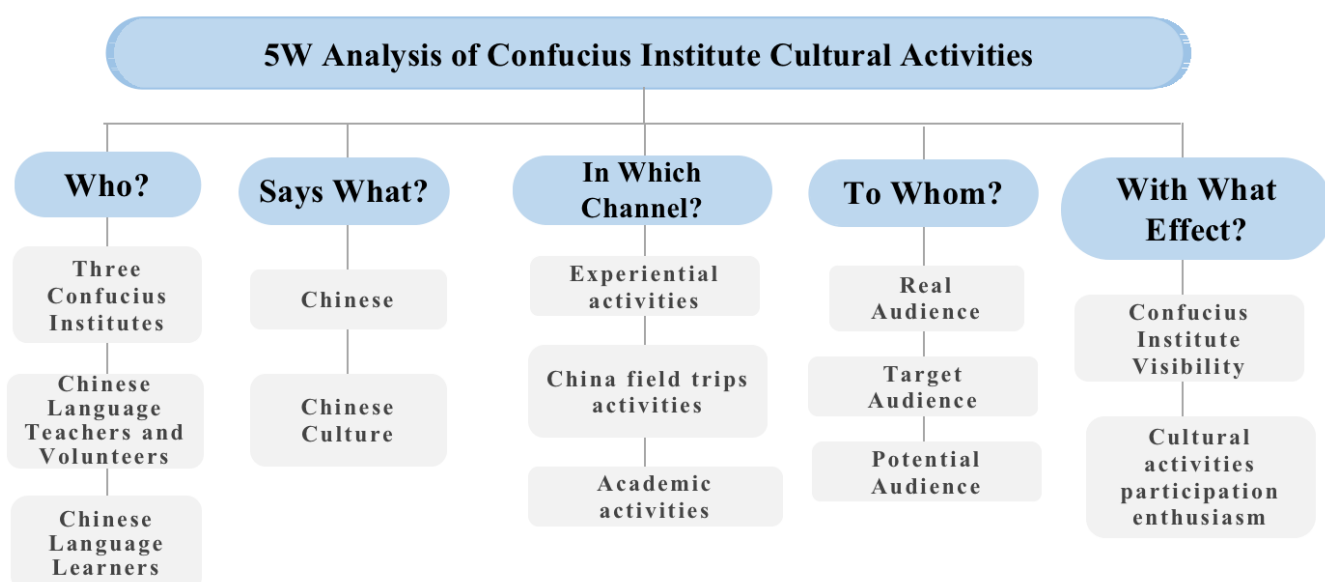 5W Analysis of Confucius Institute Cultural Activities
Who?
Three
Confucius
Institutes
Chinese
Language
Teachers and
Volunteers
Chinese
Language
Learners
Says What?
Chinese
Chinese
Culture
In Which
Channel?
Experiential
activities
China field trips
activities
Academic
activities
To Whom?
Real
Audience
Target
Audience
Potential
Audience
With What
Effect?
Confucius
Institute
Visibility
Cultural
activities
participation
enthusiasm